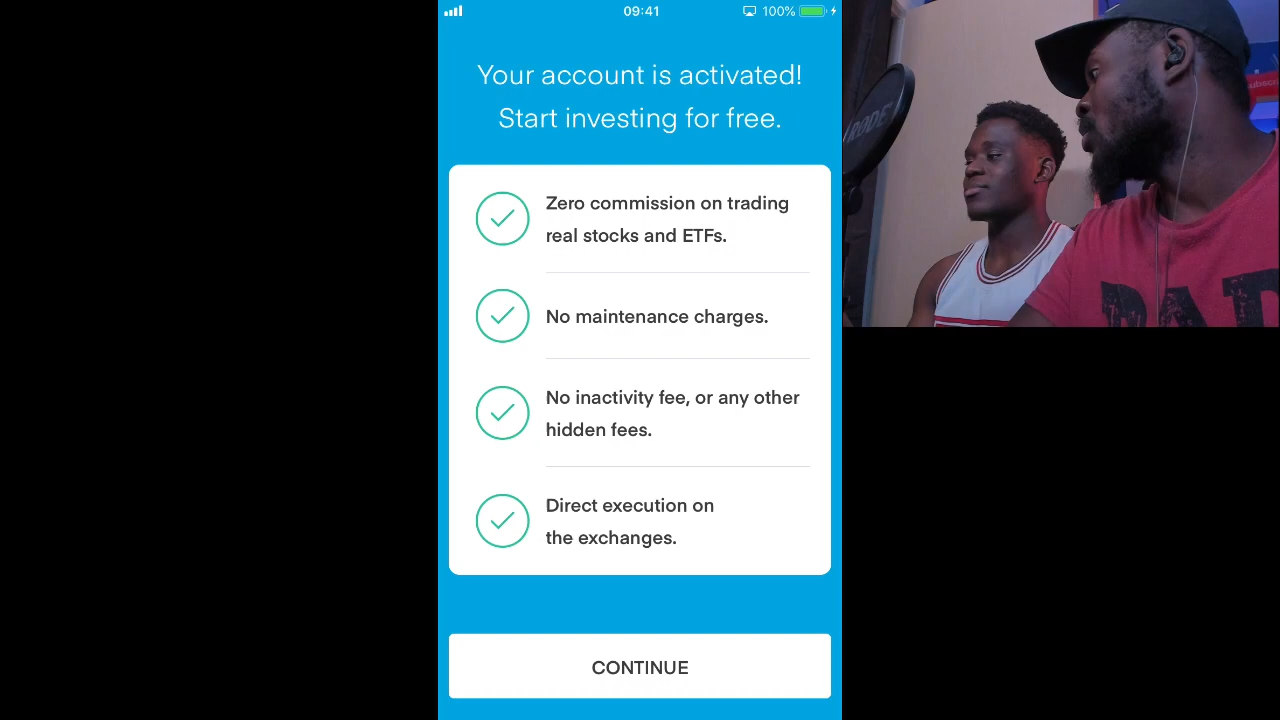 09:41
100%
Your account is activated!
Start investing for free.
Zero commission on trading
real stocks and ETFs.
No maintenance charges.
No inactivity fee, or any other
hidden fees.
Direct execution on
the exchanges.
CONTINUE
RODE